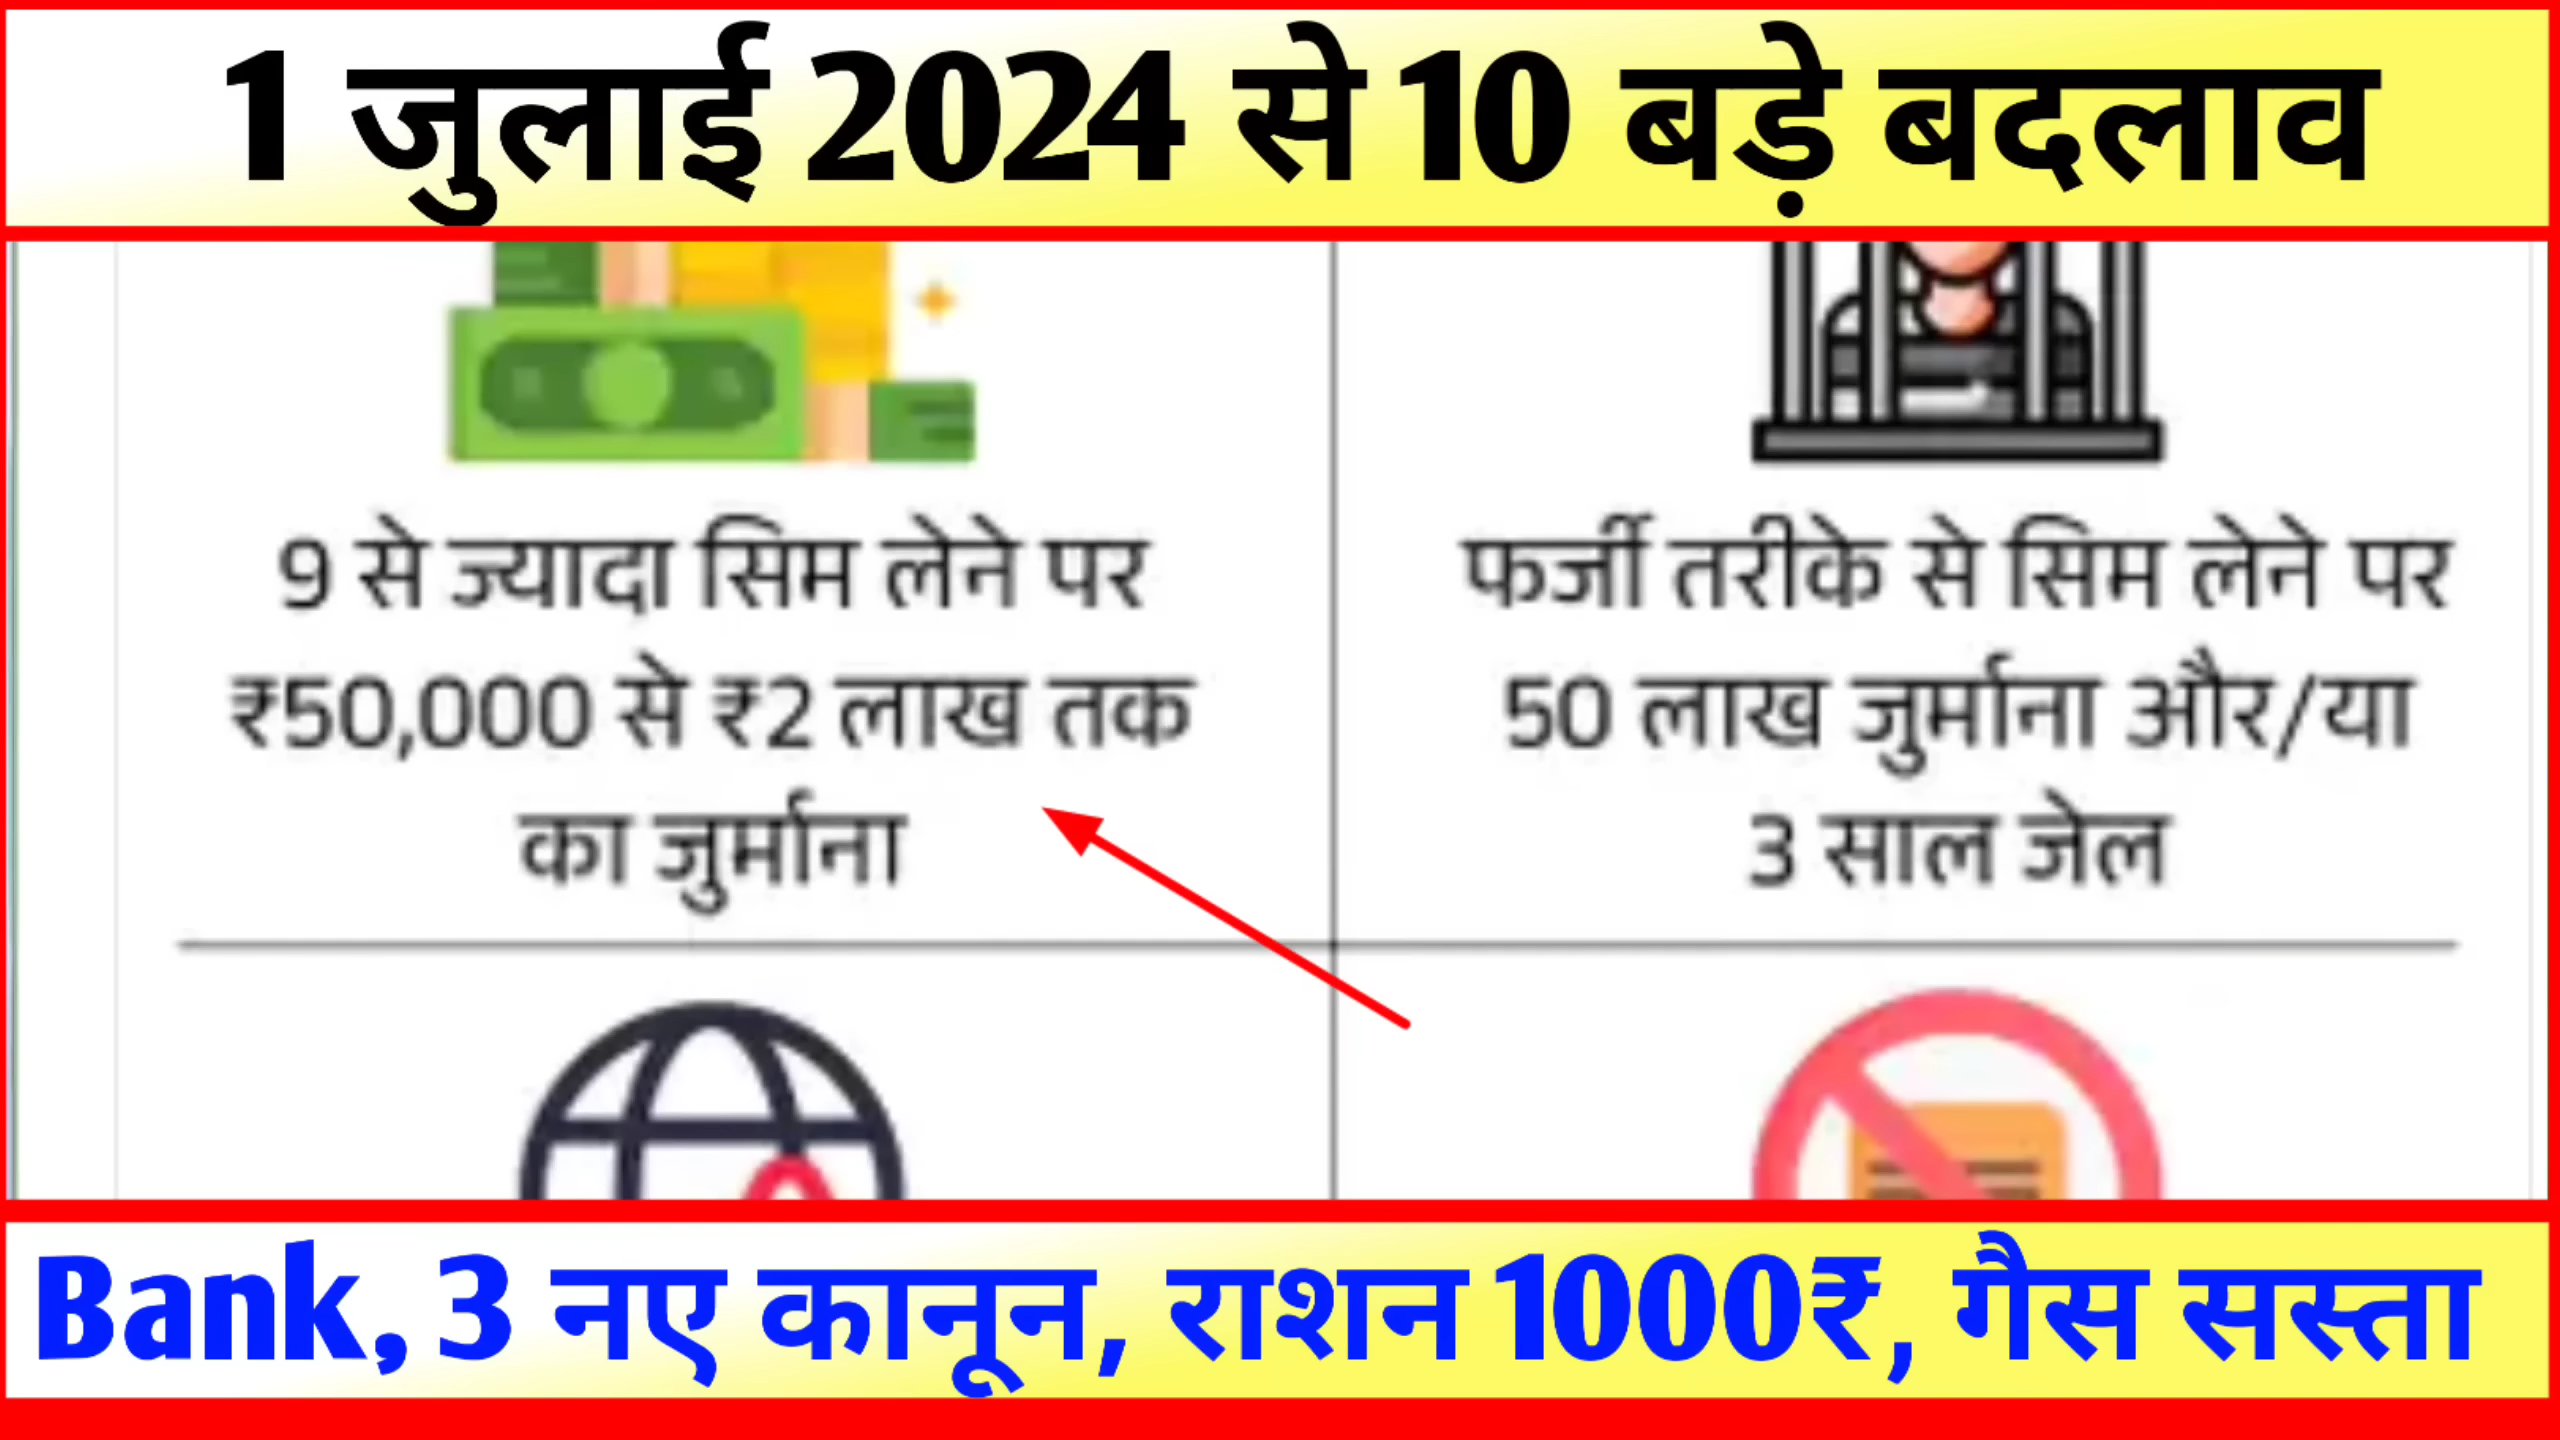 1 जुलाई 2024 से 10 बड़े बदलाव
9 से ज्यादा सिम लेने पर
₹50,000 से ₹2 लाख तक
का जुर्माना
फर्जी तरीके से सिम लेने पर
50 लाख जुर्माना और/या
3 साल जेल
Bank, 3 नए कानून, राशन 1000₹, गैस सस्ता